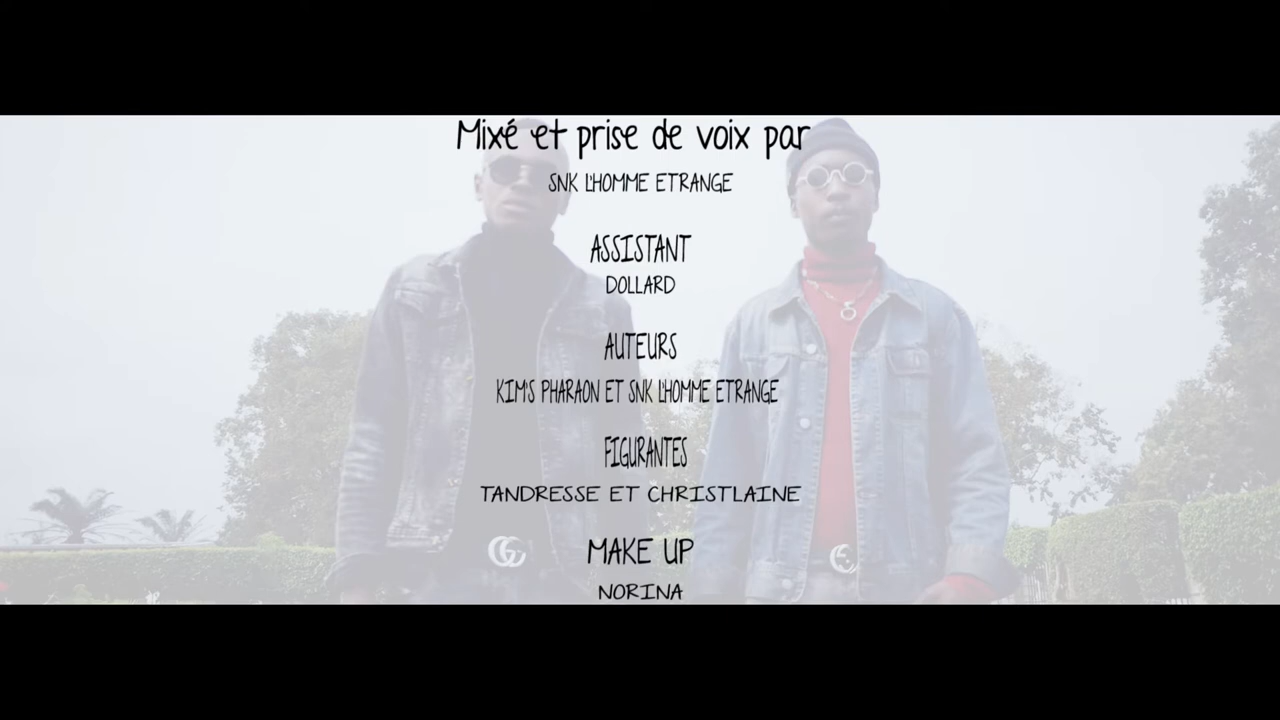 Mixé et prise de voix par
SNK L'HOMME ETRANGE
ASSISTANT
DOLLARD
AUTEURS
KIM'S PHARAON ET SNK L'HOMME ETRANGE
FIGURANTES
TANDRESSE ET CHRISTLAINE
MAKE UP
NORINA